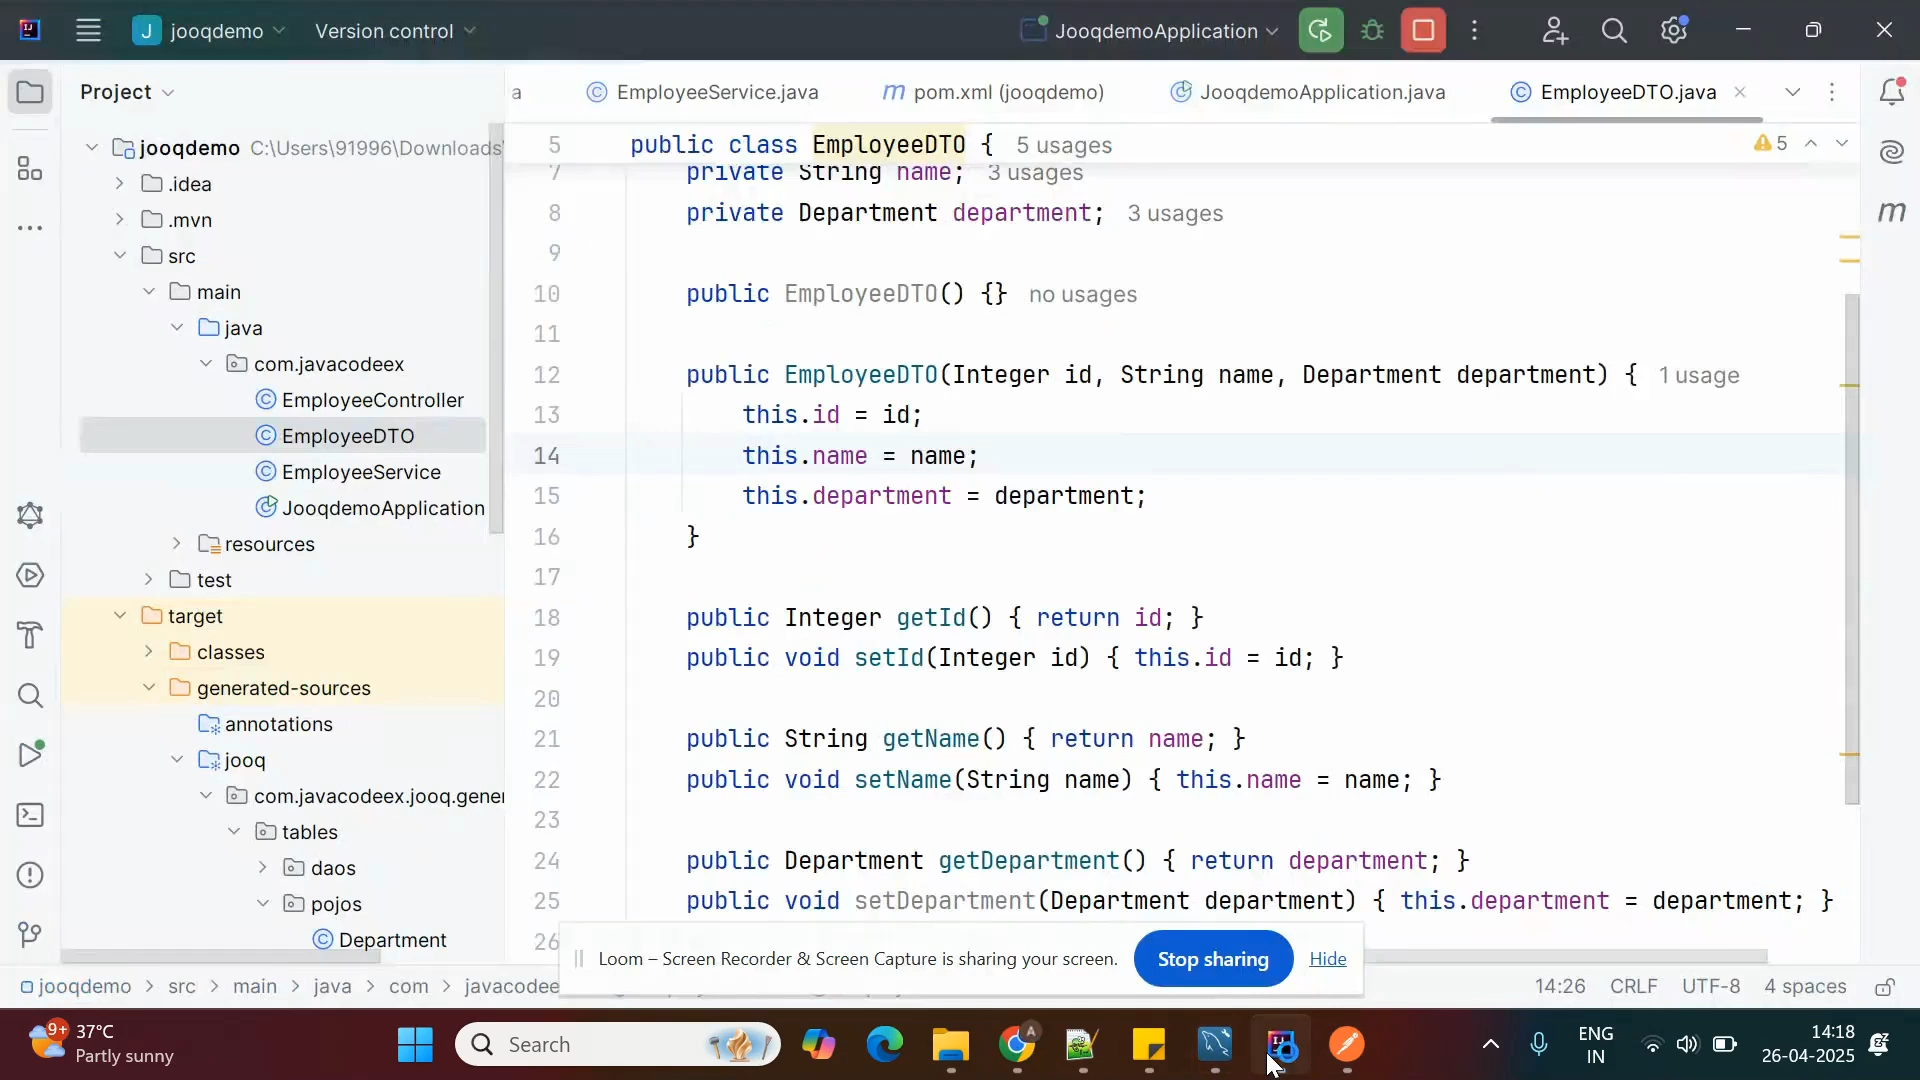 J jooqdemo
Version control
JooqdemoApplication
Project
a
EmployeeService.java
m pom.xml (jooqdemo)
JooqdemoApplication.java
EmployeeDTO.java
jooqdemo C:\Users\91996\Downloads
.idea
.mvn
src
main
java
com.javacodeex
EmployeeController
EmployeeDTO
EmployeeService
JooqdemoApplication
resources
test
target
classes
generated-sources
annotations
jooq
com.javacodeex.jooq.gener
tables
daos
pojos
Department
5 public class EmployeeDTO { 5 usages
7 private String name; 3 usages
8 private Department department; 3 usages
9
10 public EmployeeDTO() {} no usages
11
12 public EmployeeDTO(Integer id, String name, Department department) { 1 usage
13 this.id = id;
14 this.name = name;
15 this.department = department;
16 }
17
18 public Integer getId() { return id; }
19 public void setId(Integer id) { this.id = id; }
20
21 public String getName() { return name; }
22 public void setName(String name) { this.name = name; }
23
24 public Department getDepartment() { return department; }
25 public void setDepartment(Department department) { this.department = department; }
26
5
m
Loom – Screen Recorder & Screen Capture is sharing your screen. Stop sharing Hide
jooqdemo > src > main > java > com > javacodee
14:26 CRLF UTF-8 4 spaces
9+ 37°C
Partly sunny
Search
ENG
IN
14:18
26-04-2025